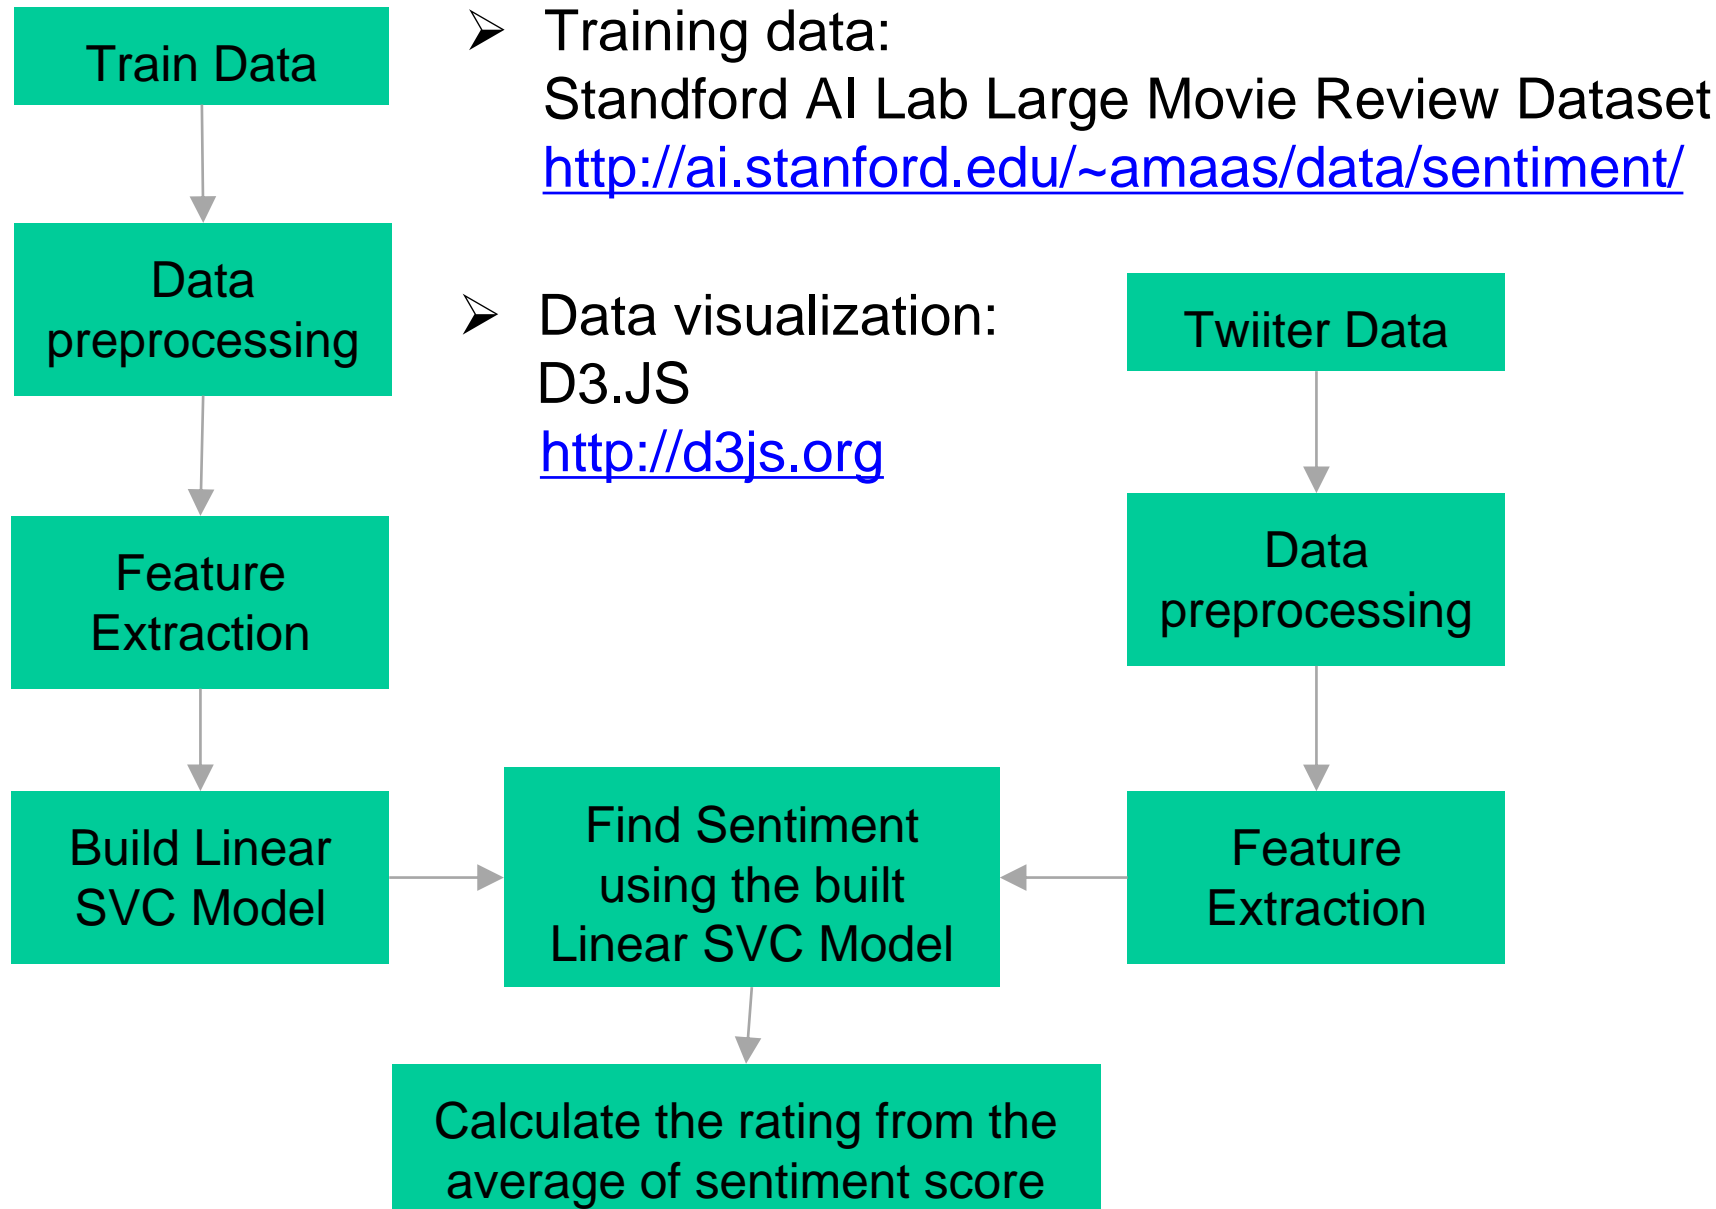 Train Data
➢ Training data:
Standford AI Lab Large Movie Review Dataset
http://ai.stanford.edu/~amaas/data/sentiment/
Data
preprocessing
➢ Data visualization:
D3.JS
http://d3js.org
Twiiter Data
Feature
Extraction
Data
preprocessing
Build Linear
SVC Model
Find Sentiment
using the built
Linear SVC Model
Feature
Extraction
Calculate the rating from the
average of sentiment score